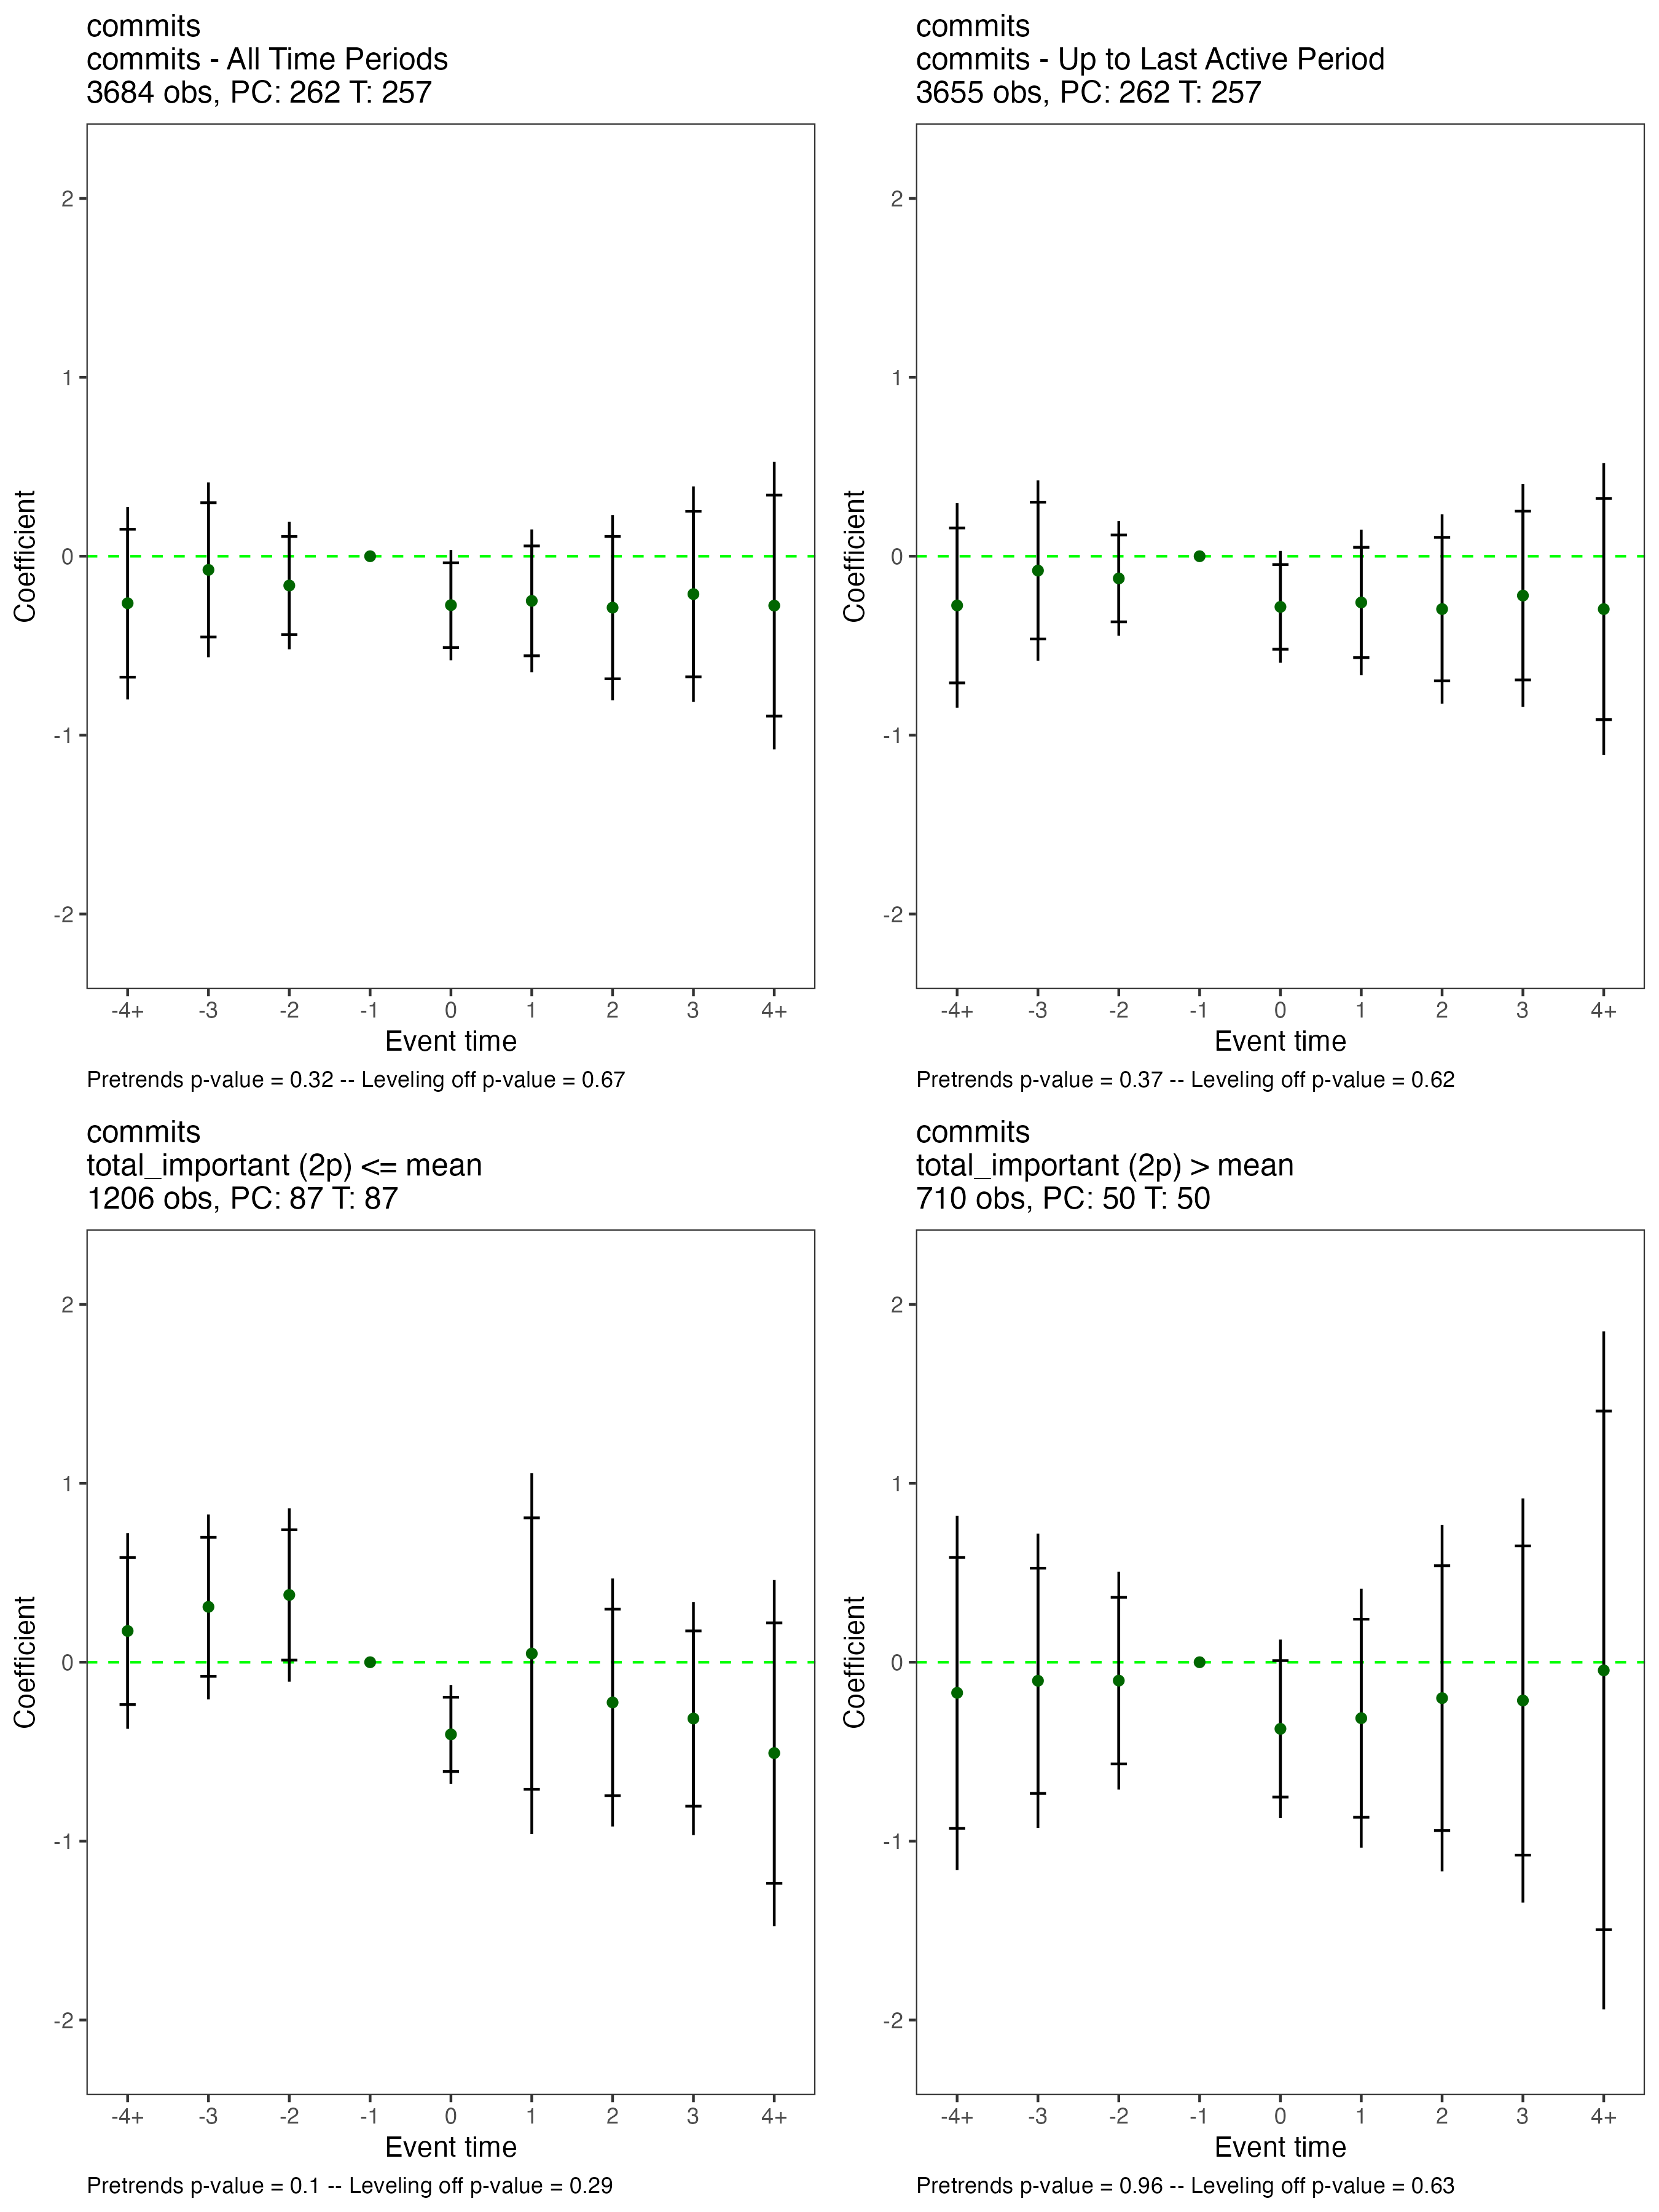 commits
commits - All Time Periods
3684 obs, PC: 262 T: 257
2
1
0
-1
-2
Coefficient
-4+ -3 -2 -1 0 1 2 3 4+
Event time
Pretrends p-value = 0.32 -- Leveling off p-value = 0.67
commits
commits - Up to Last Active Period
3655 obs, PC: 262 T: 257
2
1
0
-1
-2
Coefficient
-4+ -3 -2 -1 0 1 2 3 4+
Event time
Pretrends p-value = 0.37 -- Leveling off p-value = 0.62
commits
total_important (2p) <= mean
1206 obs, PC: 87 T: 87
2
1
0
-1
-2
Coefficient
-4+ -3 -2 -1 0 1 2 3 4+
Event time
Pretrends p-value = 0.1 -- Leveling off p-value = 0.29
commits
total_important (2p) > mean
710 obs, PC: 50 T: 50
2
1
0
-1
-2
Coefficient
-4+ -3 -2 -1 0 1 2 3 4+
Event time
Pretrends p-value = 0.96 -- Leveling off p-value = 0.63